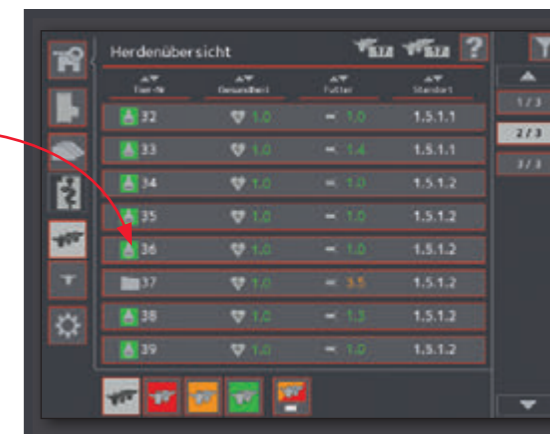 Herdenübersicht ?
Tier-Nr Gesundheit Futter Standort
32 1.0 1.0 1.5.1.1
33 1.0 1.4 1.5.1.1
34 1.0 1.0 1.5.1.2
35 1.0 1.0 1.5.1.2
36 1.0 1.0 1.5.1.2
37 1.0 3.5 1.5.1.2
38 1.0 1.3 1.5.1.2
39 1.0 1.0 1.5.1.2
1/3
2/3
3/3